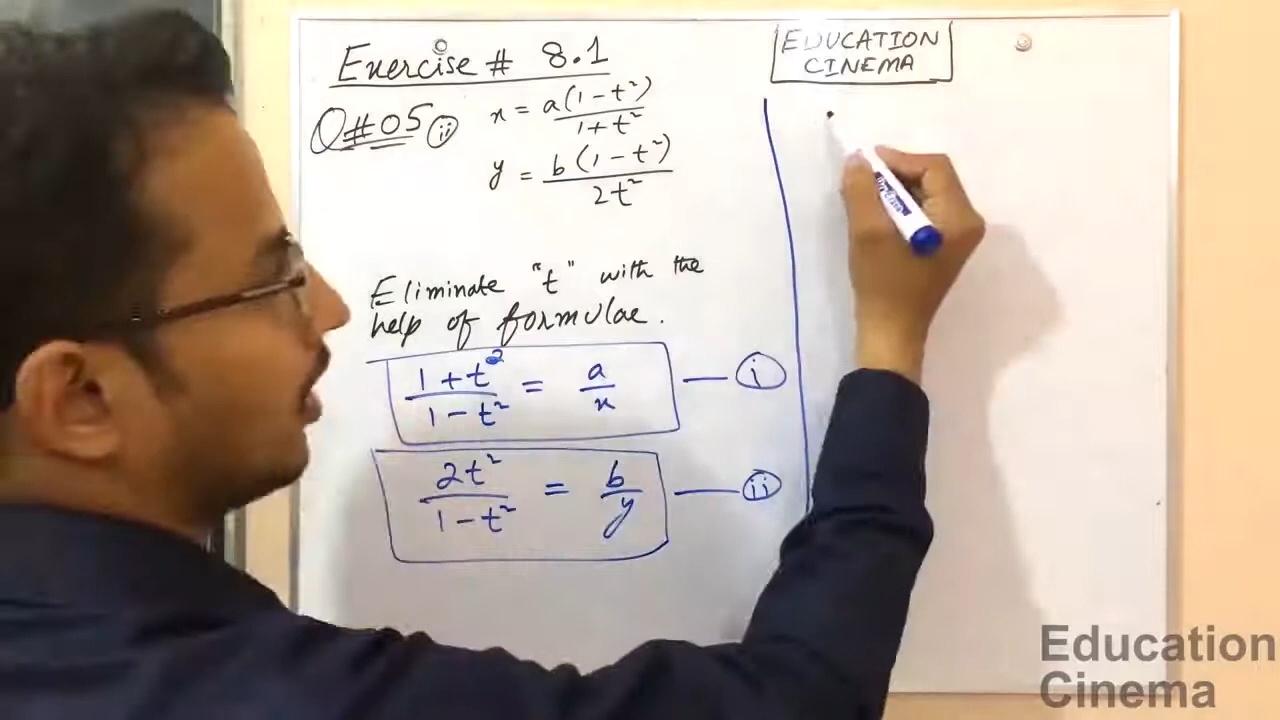 Exercise # 8.1
Q#05 (ii) x = a(1-t²)/1+t²
y = b(1-t²)/2t²
Eliminate "t" with the
help of formulae.
1+t²/1-t² = a/x — (i)
2t²/1-t² = b/y — (ii)
EDUCATION
CINEMA
Education
Cinema